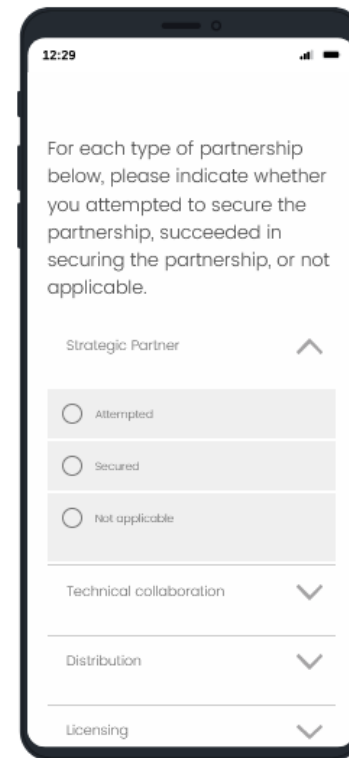 12:29
For each type of partnership
below, please indicate whether
you attempted to secure the
partnership, succeeded in
securing the partnership, or not
applicable.
Strategic Partner
Attempted
Secured
Not applicable
Technical collaboration
Distribution
Licensing